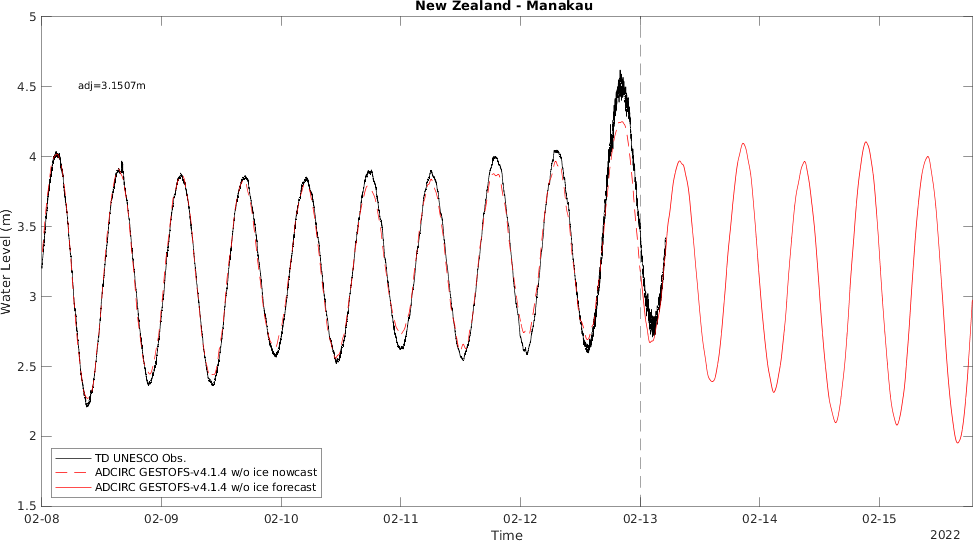 New Zealand - Manakau
5
4.5
4
3.5
3
2.5
2
1.5
Water Level (m)
adj=3.1507m
TD UNESCO Obs.
ADCIRC GESTOFS-v4.1.4 w/o ice nowcast
ADCIRC GESTOFS-v4.1.4 w/o ice forecast
02-08 02-09 02-10 02-11 02-12 02-13 02-14 02-15
Time
2022